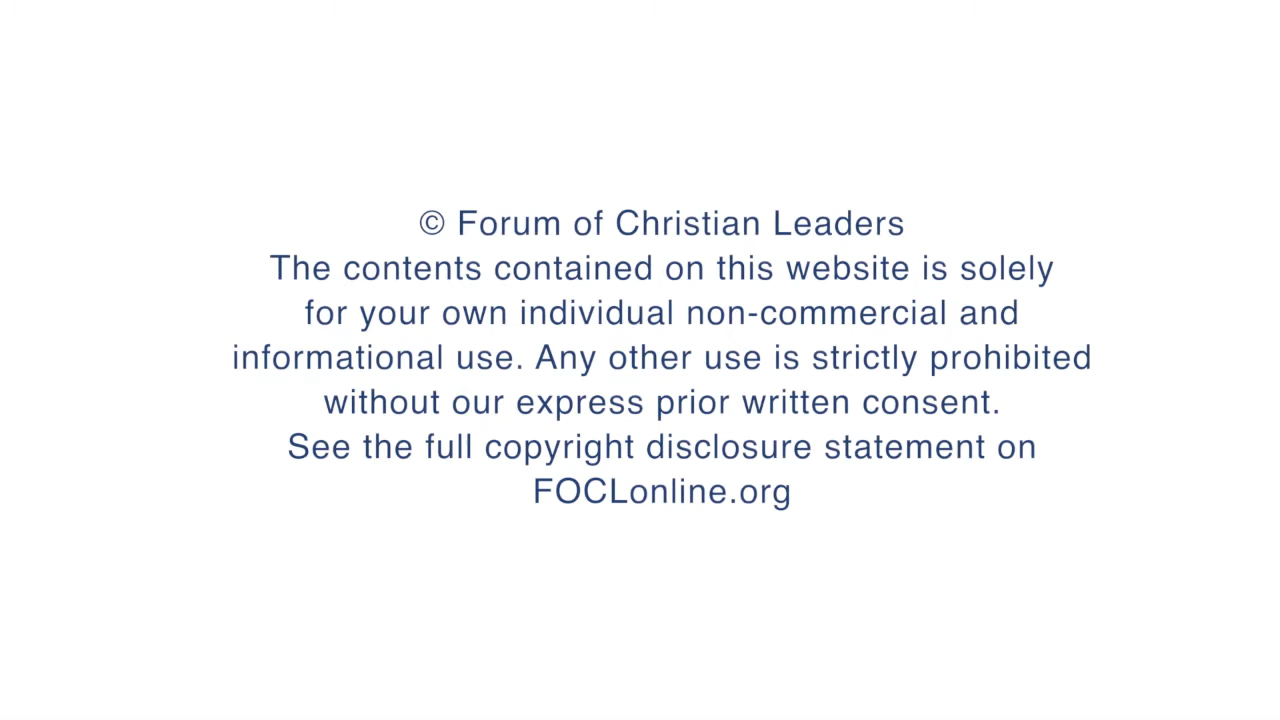 © Forum of Christian Leaders
The contents contained on this website is solely
for your own individual non-commercial and
informational use. Any other use is strictly prohibited
without our express prior written consent.
See the full copyright disclosure statement on
FOCLonline.org